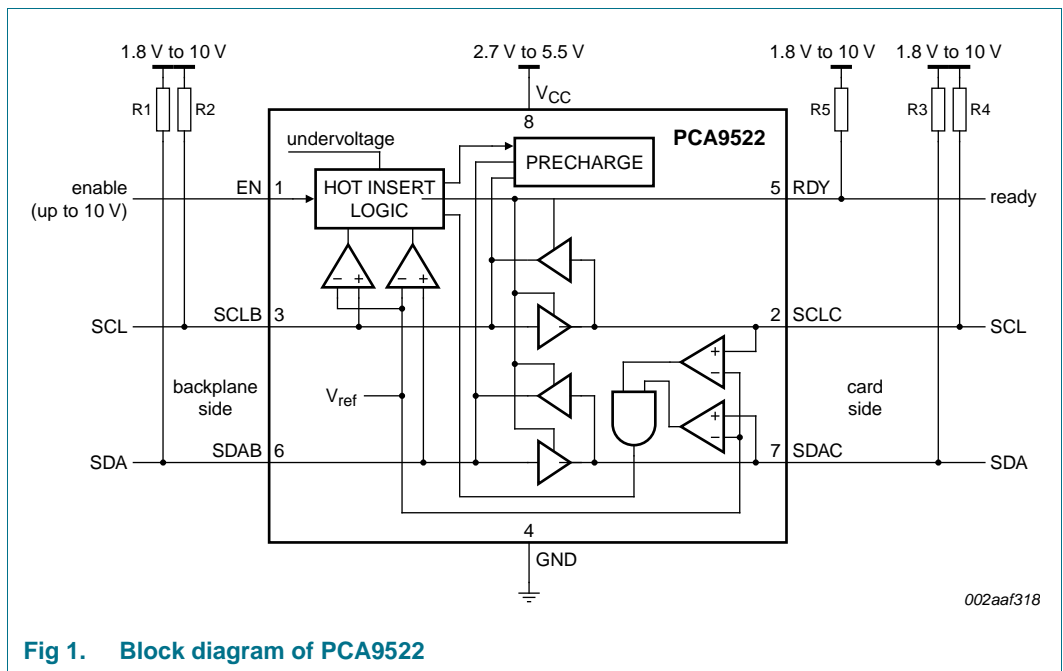 1.8 V to 10 V
2.7 V to 5.5 V
1.8 V to 10 V
1.8 V to 10 V
R1
R2
VCC
R5
R3
R4
8
PCA9522
undervoltage
PRECHARGE
enable
(up to 10 V)
EN
1
HOT INSERT
LOGIC
5
RDY
ready
−
+
−
+
SCL
SCLB
3
2
SCLC
SCL
+
−
backplane
side
Vref
card
side
+
−
SDA
SDAB
6
7
SDAC
SDA
4
GND
002aaf318
Fig 1. Block diagram of PCA9522